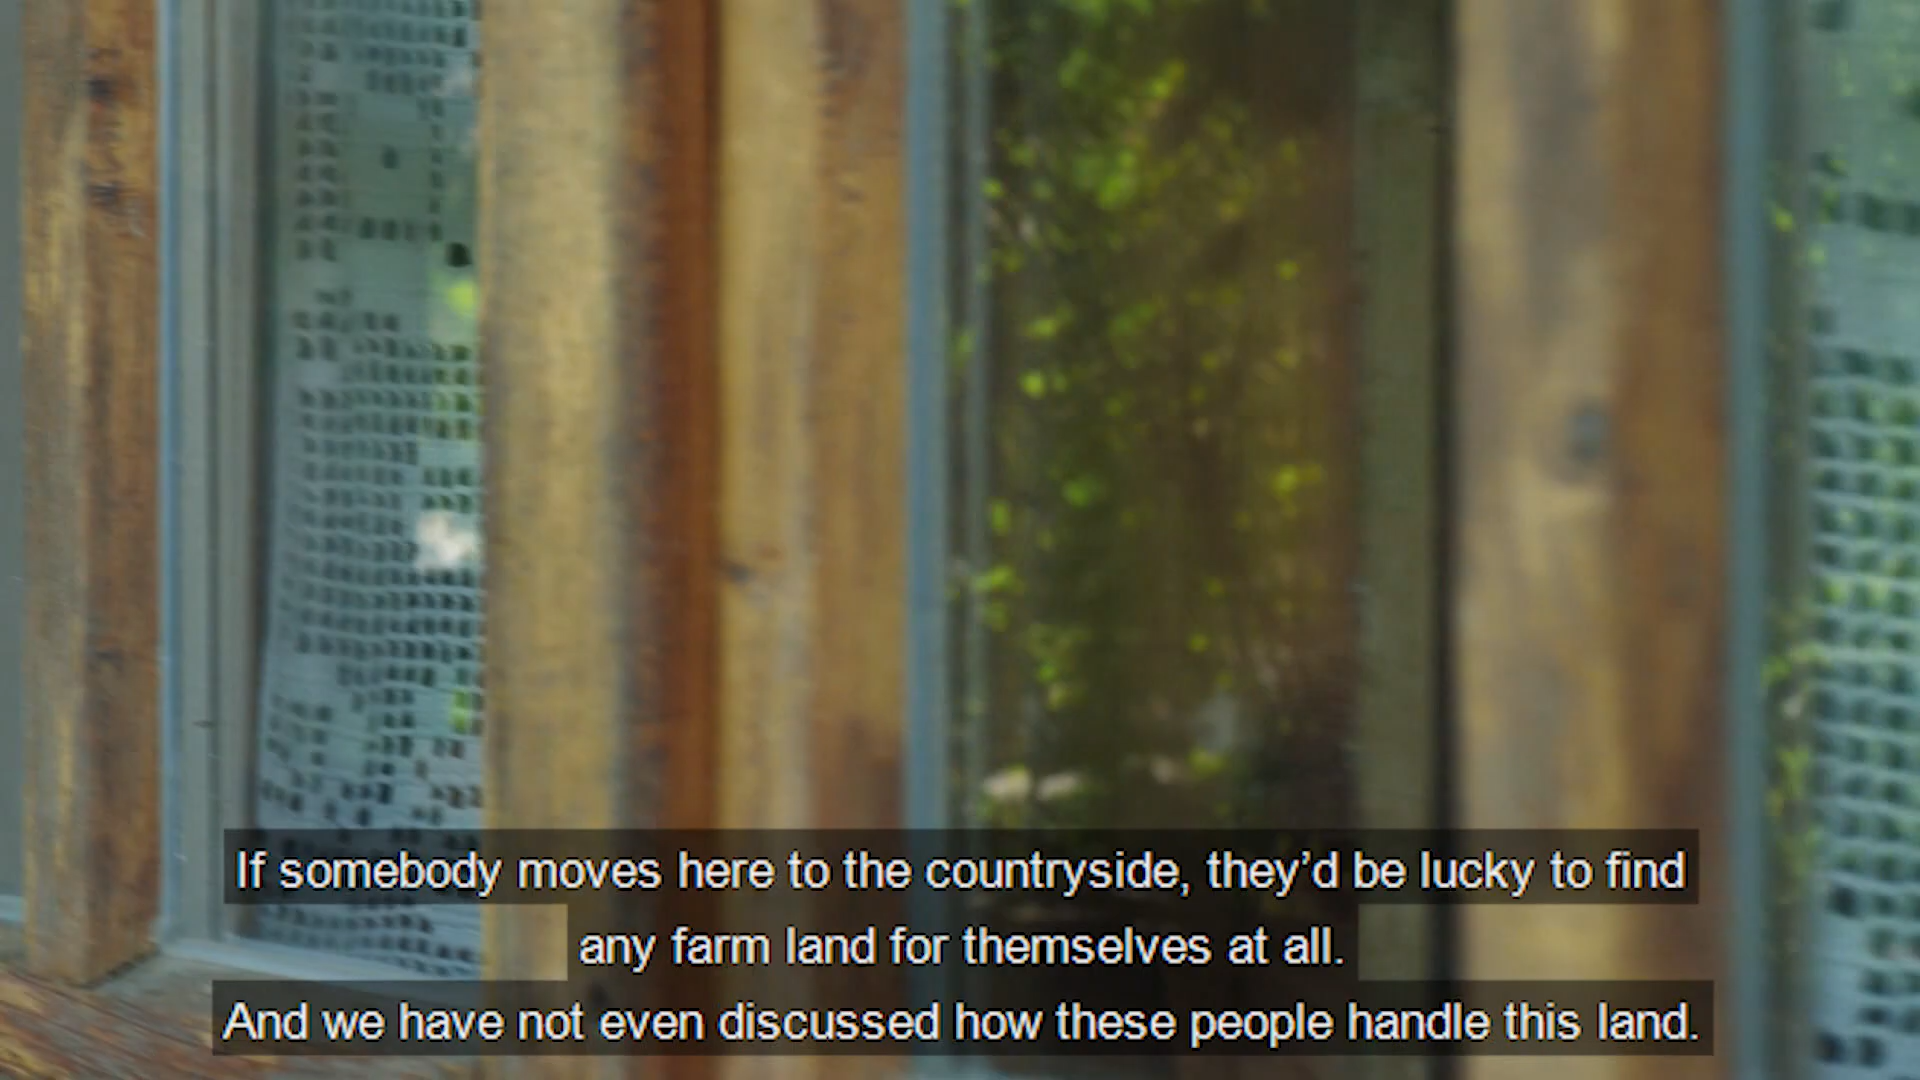 If somebody moves here to the countryside, they’d be lucky to find
any farm land for themselves at all.
And we have not even discussed how these people handle this land.